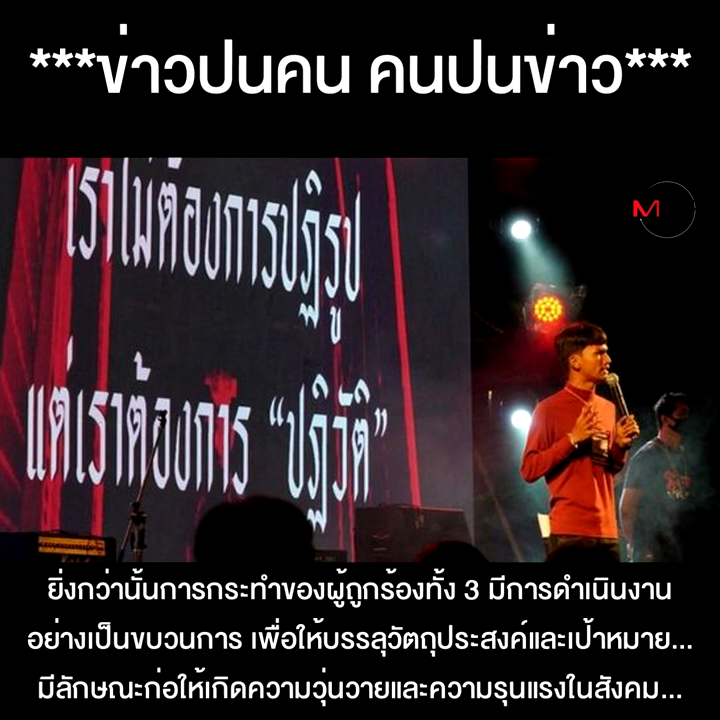 ***ข่าวปนคน คนปนข่าว***
M
เราไม่ต้องการปฏิรูป
แต่เราต้องการ “ปฏิวัติ”
ยิ่งกว่านั้นการกระทำของผู้ถูกร้องทั้ง 3 มีการดำเนินงาน
อย่างเป็นขบวนการ เพื่อให้บรรลุวัตถุประสงค์และเป้าหมาย...
มีลักษณะก่อให้เกิดความวุ่นวายและความรุนแรงในสังคม...